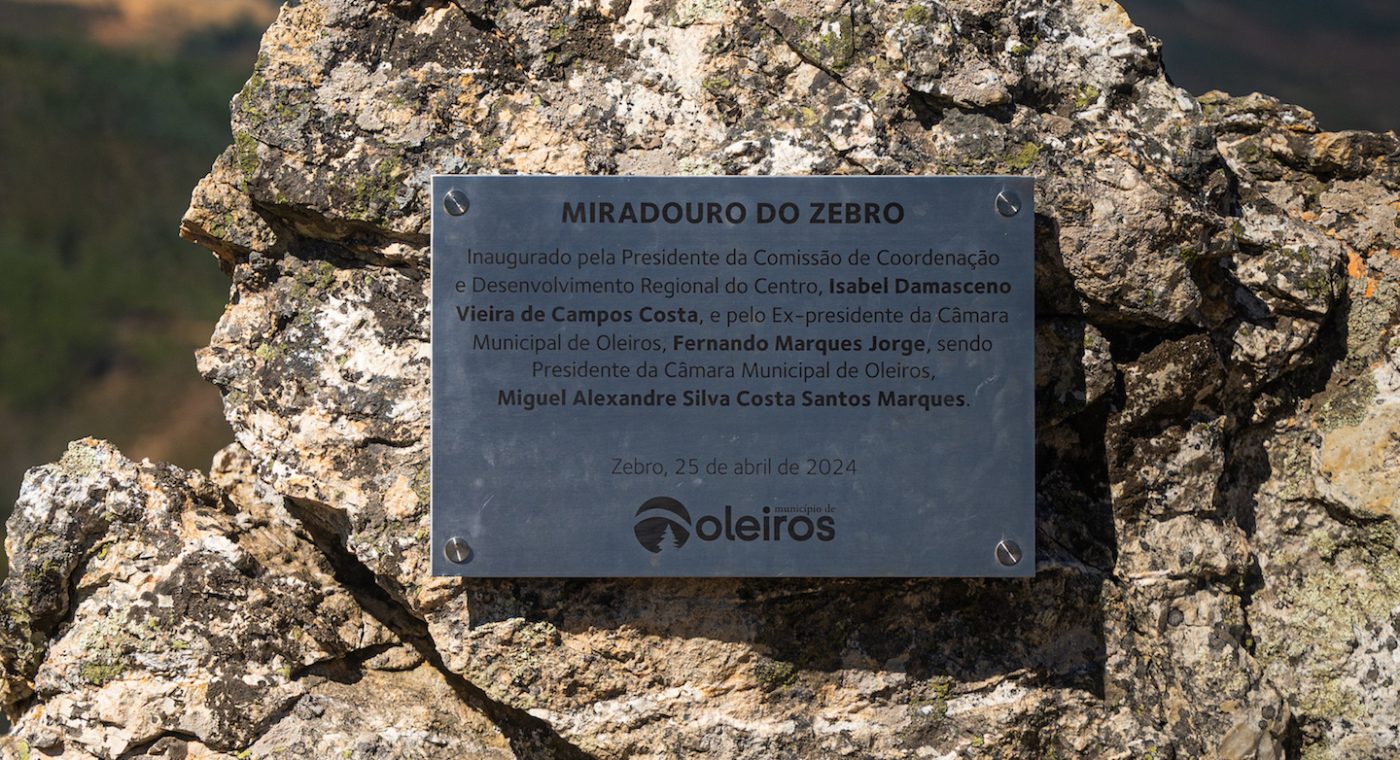 MIRADOURO DO ZEBRO
Inaugurado pela Presidente da Comissão de Coordenação
e Desenvolvimento Regional do Centro, Isabel Damasceno
Vieira de Campos Costa, e pelo Ex-presidente da Câmara
Municipal de Oleiros, Fernando Marques Jorge, sendo
Presidente da Câmara Municipal de Oleiros,
Miguel Alexandre Silva Costa Santos Marques.
Zebro, 25 de abril de 2024
município de
oleiros